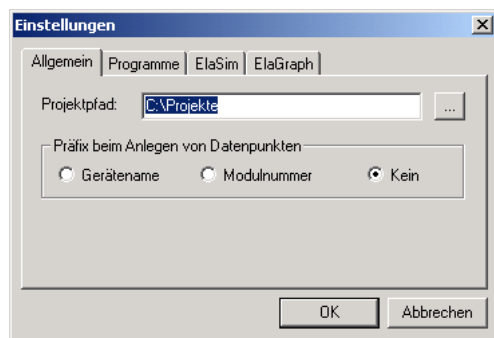 Einstellungen
Allgemein Programme ElaSim ElaGraph
Projektpfad: C:\Projekte ...
Präfix beim Anlegen von Datenpunkten
Gerätename Modulnummer Kein
OK Abbrechen